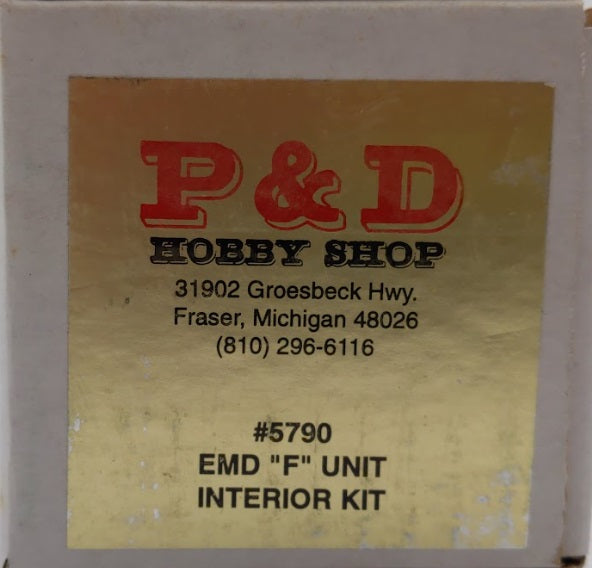 P & D
HOBBY SHOP
31902 Groesbeck Hwy.
Fraser, Michigan 48026
(810) 296-6116
#5790
EMD "F" UNIT
INTERIOR KIT